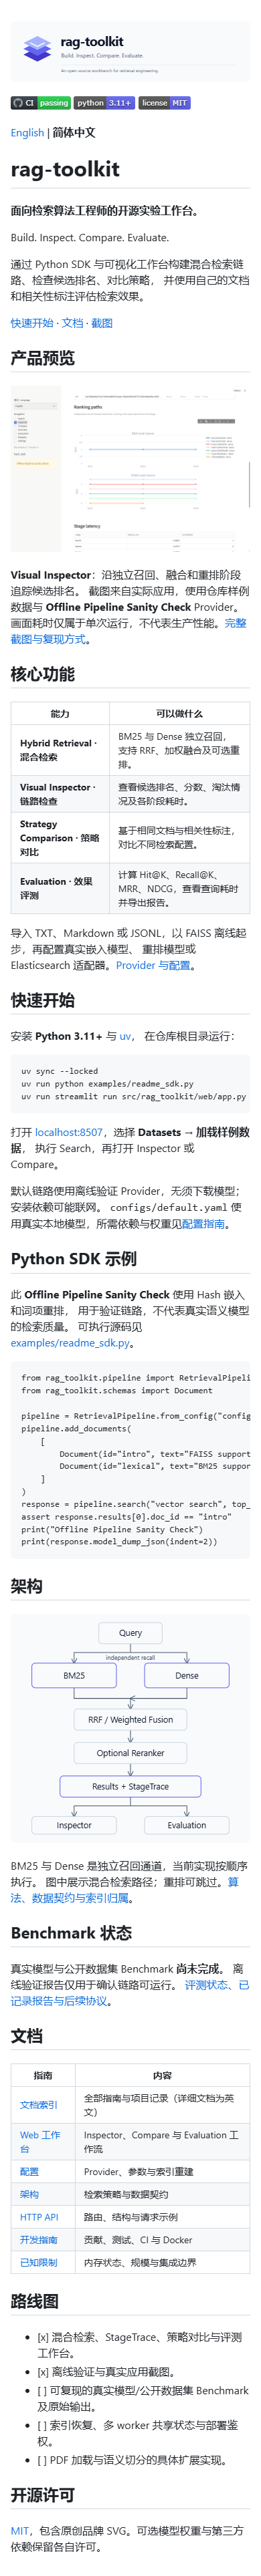 rag-toolkit
Build. Inspect. Compare. Evaluate.
An open-source workbench for retrieval engineering.
CI passing python 3.11+ license MIT
English | 简体中文
rag-toolkit
面向检索算法工程师的开源实验工作台。
Build. Inspect. Compare. Evaluate.
通过 Python SDK 与可视化工作台构建混合检索链
路、检查候选排名、对比策略， 并使用自己的文档
和相关性标注评估检索效果。
快速开始 · 文档 · 截图
产品预览
Ranking paths
Stage latency
Visual Inspector：沿独立召回、融合和重排阶段
追踪候选排名。 截图来自实际应用，使用仓库样例
数据与 Offline Pipeline Sanity Check Provider。
画面耗时仅属于单次运行，不代表生产性能。完整
截图与复现方式。
核心功能
能力 可以做什么
Hybrid Retrieval ·
混合检索
BM25 与 Dense 独立召回，
支持 RRF、加权融合及可选重
排。
Visual Inspector ·
链路检查
查看候选排名、分数、淘汰情
况及各阶段耗时。
Strategy
Comparison · 策略
对比
基于相同文档与相关性标注，
对比不同检索配置。
Evaluation · 效果
评测
计算 Hit@K、Recall@K、
MRR、NDCG，查看查询耗时
并导出报告。
导入 TXT、Markdown 或 JSONL，以 FAISS 离线起
步，再配置真实嵌入模型、 重排模型或
Elasticsearch 适配器。Provider 与配置。
快速开始
安装 Python 3.11+ 与 uv， 在仓库根目录运行：
uv sync --locked
uv run python examples/readme_sdk.py
uv run streamlit run src/rag_toolkit/web/app.py
打开 localhost:8507，选择 Datasets → 加载样例数
据， 执行 Search，再打开 Inspector 或
Compare。
默认链路使用离线验证 Provider，无须下载模型；
安装依赖可能联网。 configs/default.yaml 使
用真实本地模型，所需依赖与权重见配置指南。
Python SDK 示例
此 Offline Pipeline Sanity Check 使用 Hash 嵌入
和词项重排， 用于验证链路，不代表真实语义模型
的检索质量。 可执行源码见
examples/readme_sdk.py。
from rag_toolkit.pipeline import RetrievalPipeli
from rag_toolkit.schemas import Document
pipeline = RetrievalPipeline.from_config("config
pipeline.add_documents(
[
Document(id="intro", text="FAISS support
Document(id="lexical", text="BM25 suppor
]
)
response = pipeline.search("vector search", top_
assert response.results[0].doc_id == "intro"
print("Offline Pipeline Sanity Check")
print(response.model_dump_json(indent=2))
架构
Query
independent recall
BM25 Dense
RRF / Weighted Fusion
Optional Reranker
Results + StageTrace
Inspector Evaluation
BM25 与 Dense 是独立召回通道，当前实现按顺序
执行。 图中展示混合检索路径；重排可跳过。算
法、数据契约与索引归属。
Benchmark 状态
真实模型与公开数据集 Benchmark 尚未完成。 离
线验证报告仅用于确认链路可运行。 评测状态、已
记录报告与后续协议。
文档
指南 内容
文档索引 全部指南与项目记录（详细文档为英
文）
Web 工作
台
Inspector、Compare 与 Evaluation 工
作流
配置 Provider、参数与索引重建
架构 检索策略与数据契约
HTTP API 路由、结构与请求示例
开发指南 贡献、测试、CI 与 Docker
已知限制 内存状态、规模与集成边界
路线图
[x] 混合检索、StageTrace、策略对比与评测
工作台。
[x] 离线验证与真实应用截图。
[ ] 可复现的真实模型/公开数据集 Benchmark
及原始输出。
[ ] 索引恢复、多 worker 共享状态与部署鉴
权。
[ ] PDF 加载与语义切分的具体扩展实现。
开源许可
MIT，包含原创品牌 SVG。可选模型权重与第三方
依赖保留各自许可。